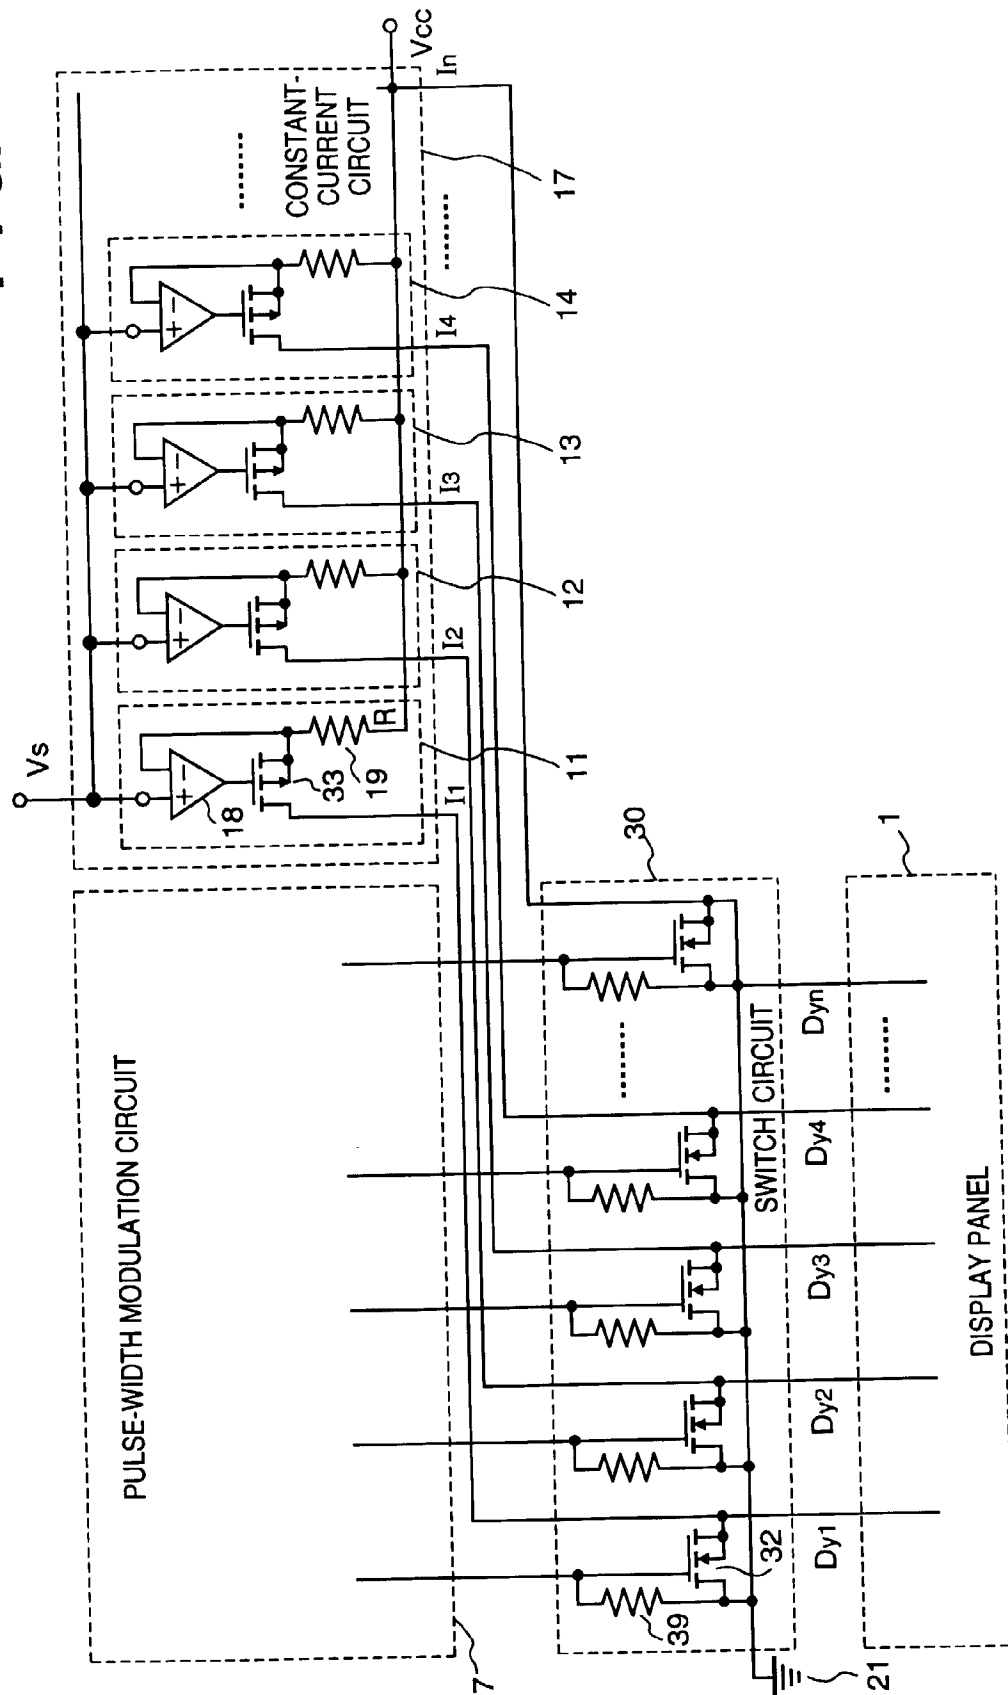 Vs
Vcc
CONSTANT-
CURRENT
CIRCUIT
+
−
+
−
+
−
+
−
18
33
19
R
11
12
13
14
17
I1
I2
I3
I4
In
PULSE-WIDTH MODULATION CIRCUIT
7
30
SWITCH CIRCUIT
39
32
21
Dy1
Dy2
Dy3
Dy4
Dyn
1
DISPLAY PANEL